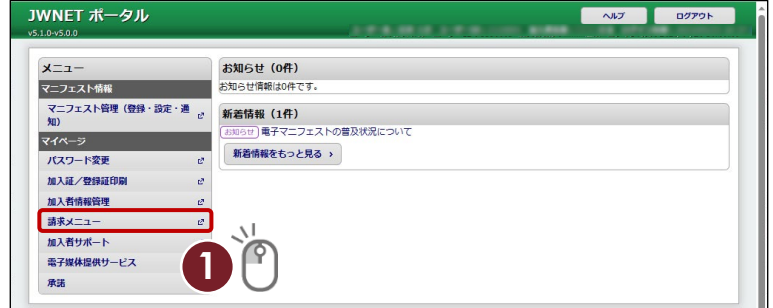 JWNET ポータル
v5.1.0-v5.0.0
ヘルプ
ログアウト
メニュー
マニフェスト情報
マニフェスト管理（登録・設定・通
知）
マイページ
パスワード変更
加入証／登録証印刷
加入者情報管理
請求メニュー
加入者サポート
電子媒体提供サービス
承諾
お知らせ（0件）
お知らせ情報は0件です。
新着情報（1件）
お知らせ 電子マニフェストの普及状況について
新着情報をもっと見る ›
1